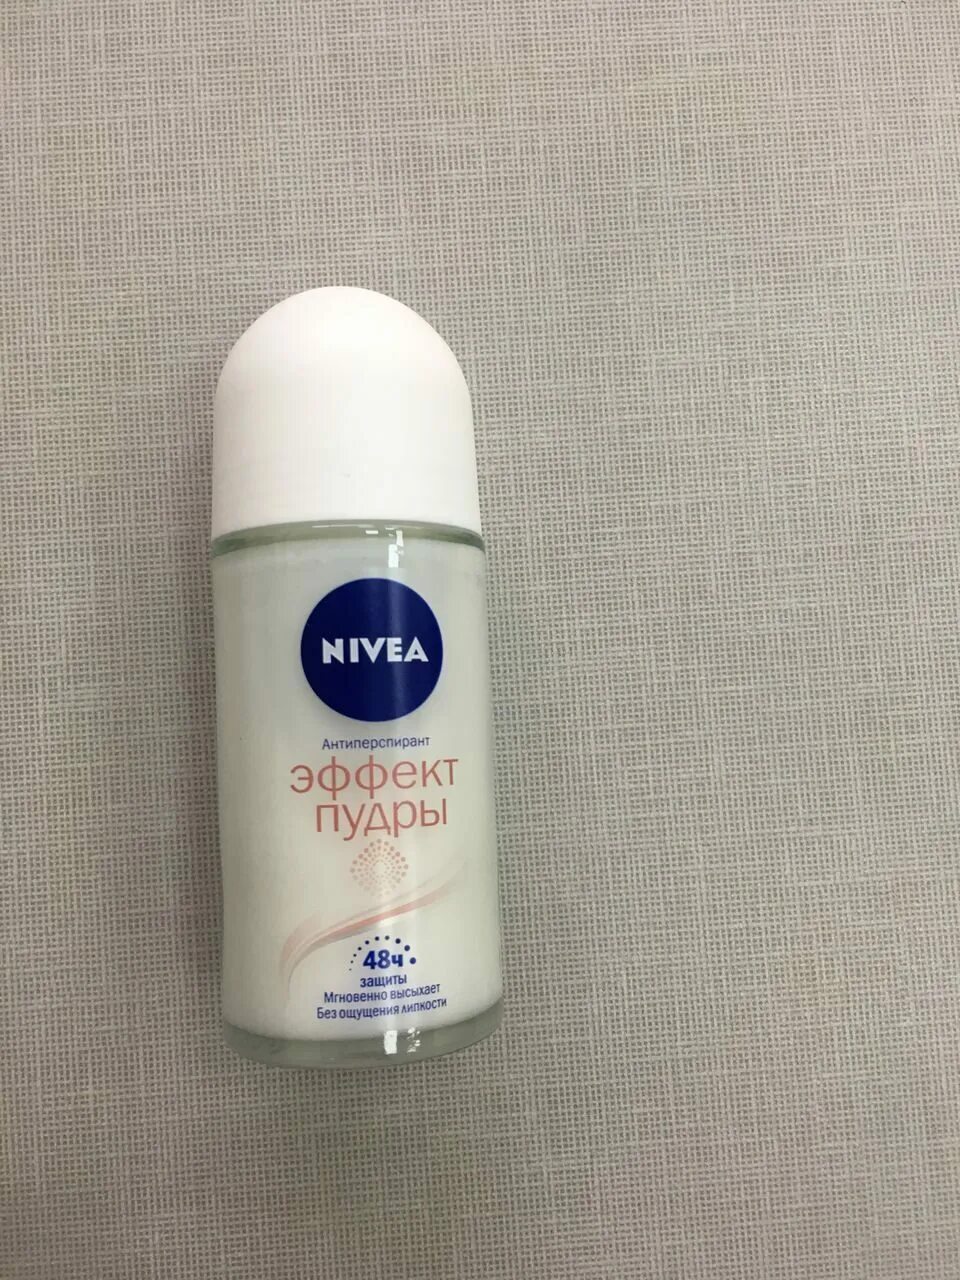 NIVEA
Антиперспирант
эффект
пудры
48ч
защиты
Мгновенно высыхает
Без ощущения липкости